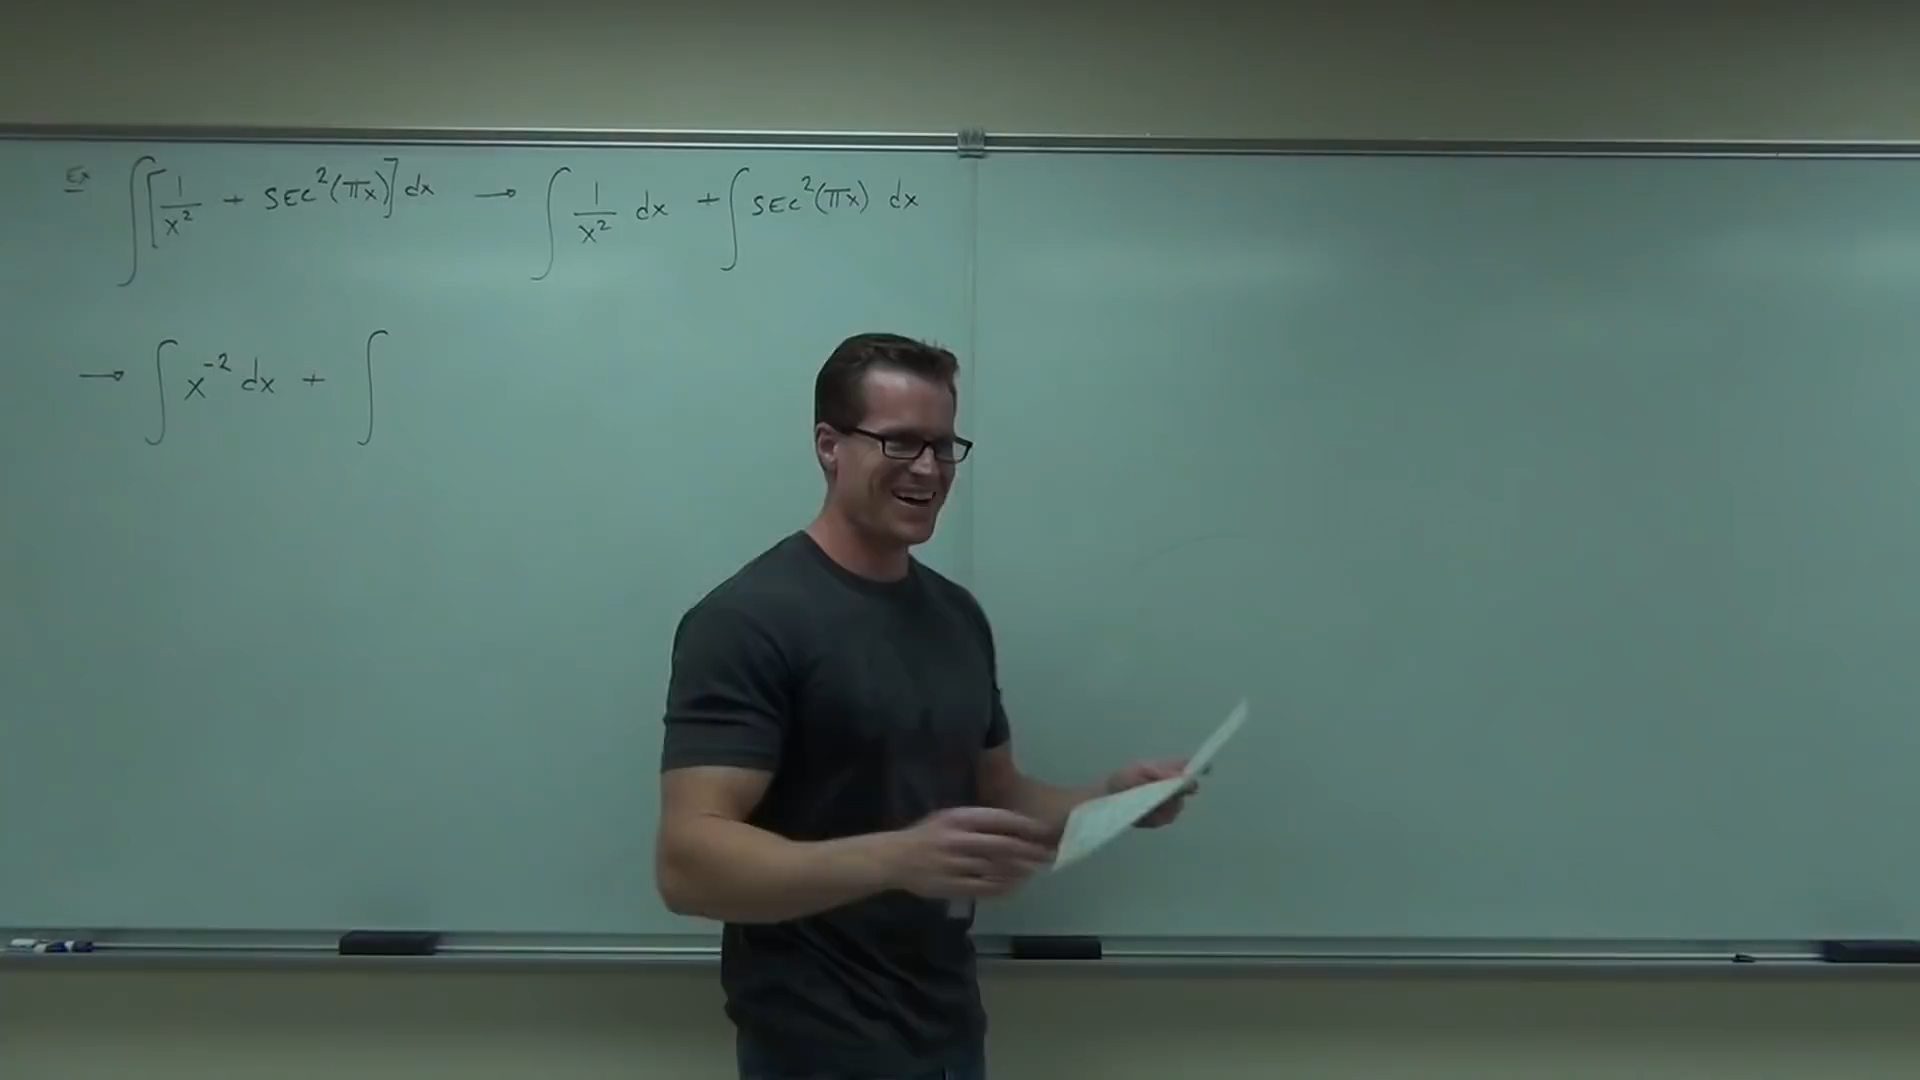 Ex ∫[1/x² + SEC²(πx)]dx → ∫ 1/x² dx + ∫ SEC²(πx) dx
→ ∫ x⁻² dx + ∫